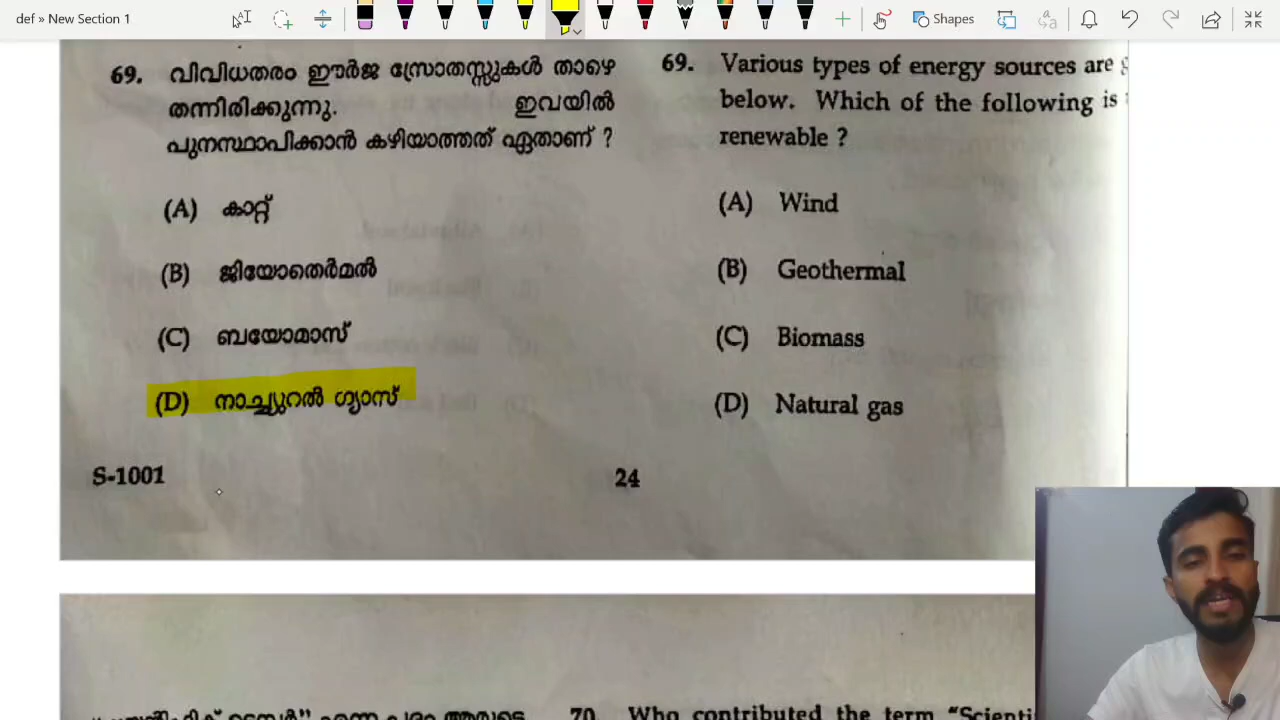 def » New Section 1
Shapes
69. വിവിധതരം ഈർജ സ്രോതസ്സുകൾ താഴെ
തന്നിരിക്കുന്നു. ഇവയിൽ
പുനസ്ഥാപിക്കാൻ കഴിയാത്തത് ഏതാണ് ?
(A) കാറ്റ്
(B) ജിയോതെർമൽ
(C) ബയോമാസ്
(D) നാച്ച്യുറൽ ഗ്യാസ്
69. Various types of energy sources are
below. Which of the following is
renewable ?
(A) Wind
(B) Geothermal
(C) Biomass
(D) Natural gas
S-1001
24
70. Who contributed the term "Scienti